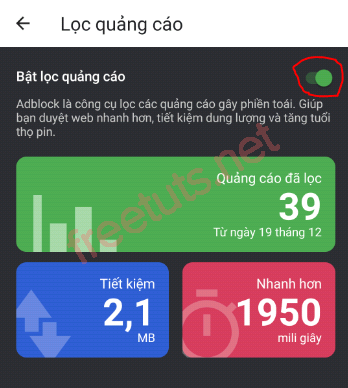 Lọc quảng cáo
Bật lọc quảng cáo
Adblock là công cụ lọc các quảng cáo gây phiền toái. Giúp
bạn duyệt web nhanh hơn, tiết kiệm dung lượng và tăng tuổi
thọ pin.
Quảng cáo đã lọc
39
Từ ngày 19 tháng 12
Tiết kiệm
2,1
MB
Nhanh hơn
1950
mili giây
freetuts.net